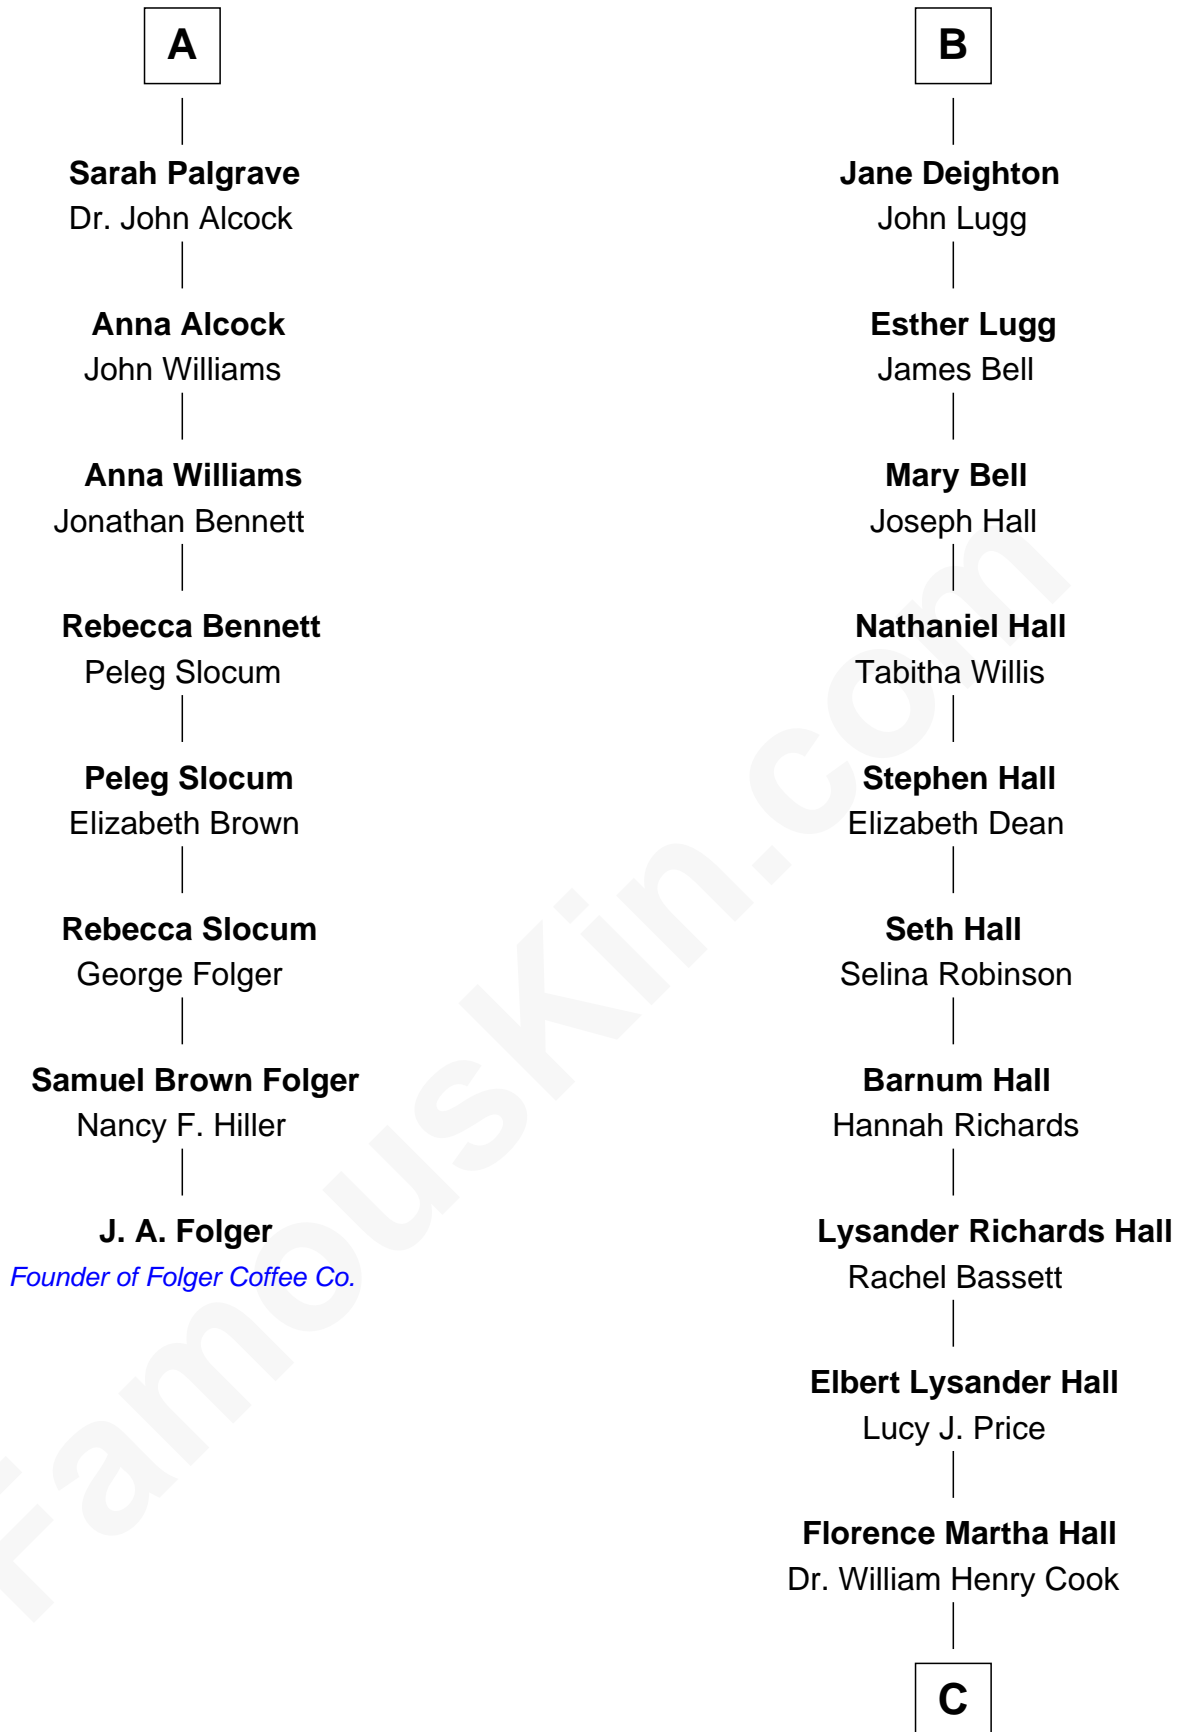 A
Sarah Palgrave
Dr. John Alcock
Anna Alcock
John Williams
Anna Williams
Jonathan Bennett
Rebecca Bennett
Peleg Slocum
Peleg Slocum
Elizabeth Brown
Rebecca Slocum
George Folger
Samuel Brown Folger
Nancy F. Hiller
J. A. Folger
Founder of Folger Coffee Co.
B
Jane Deighton
John Lugg
Esther Lugg
James Bell
Mary Bell
Joseph Hall
Nathaniel Hall
Tabitha Willis
Stephen Hall
Elizabeth Dean
Seth Hall
Selina Robinson
Barnum Hall
Hannah Richards
Lysander Richards Hall
Rachel Bassett
Elbert Lysander Hall
Lucy J. Price
Florence Martha Hall
Dr. William Henry Cook
C
FamousKin.com